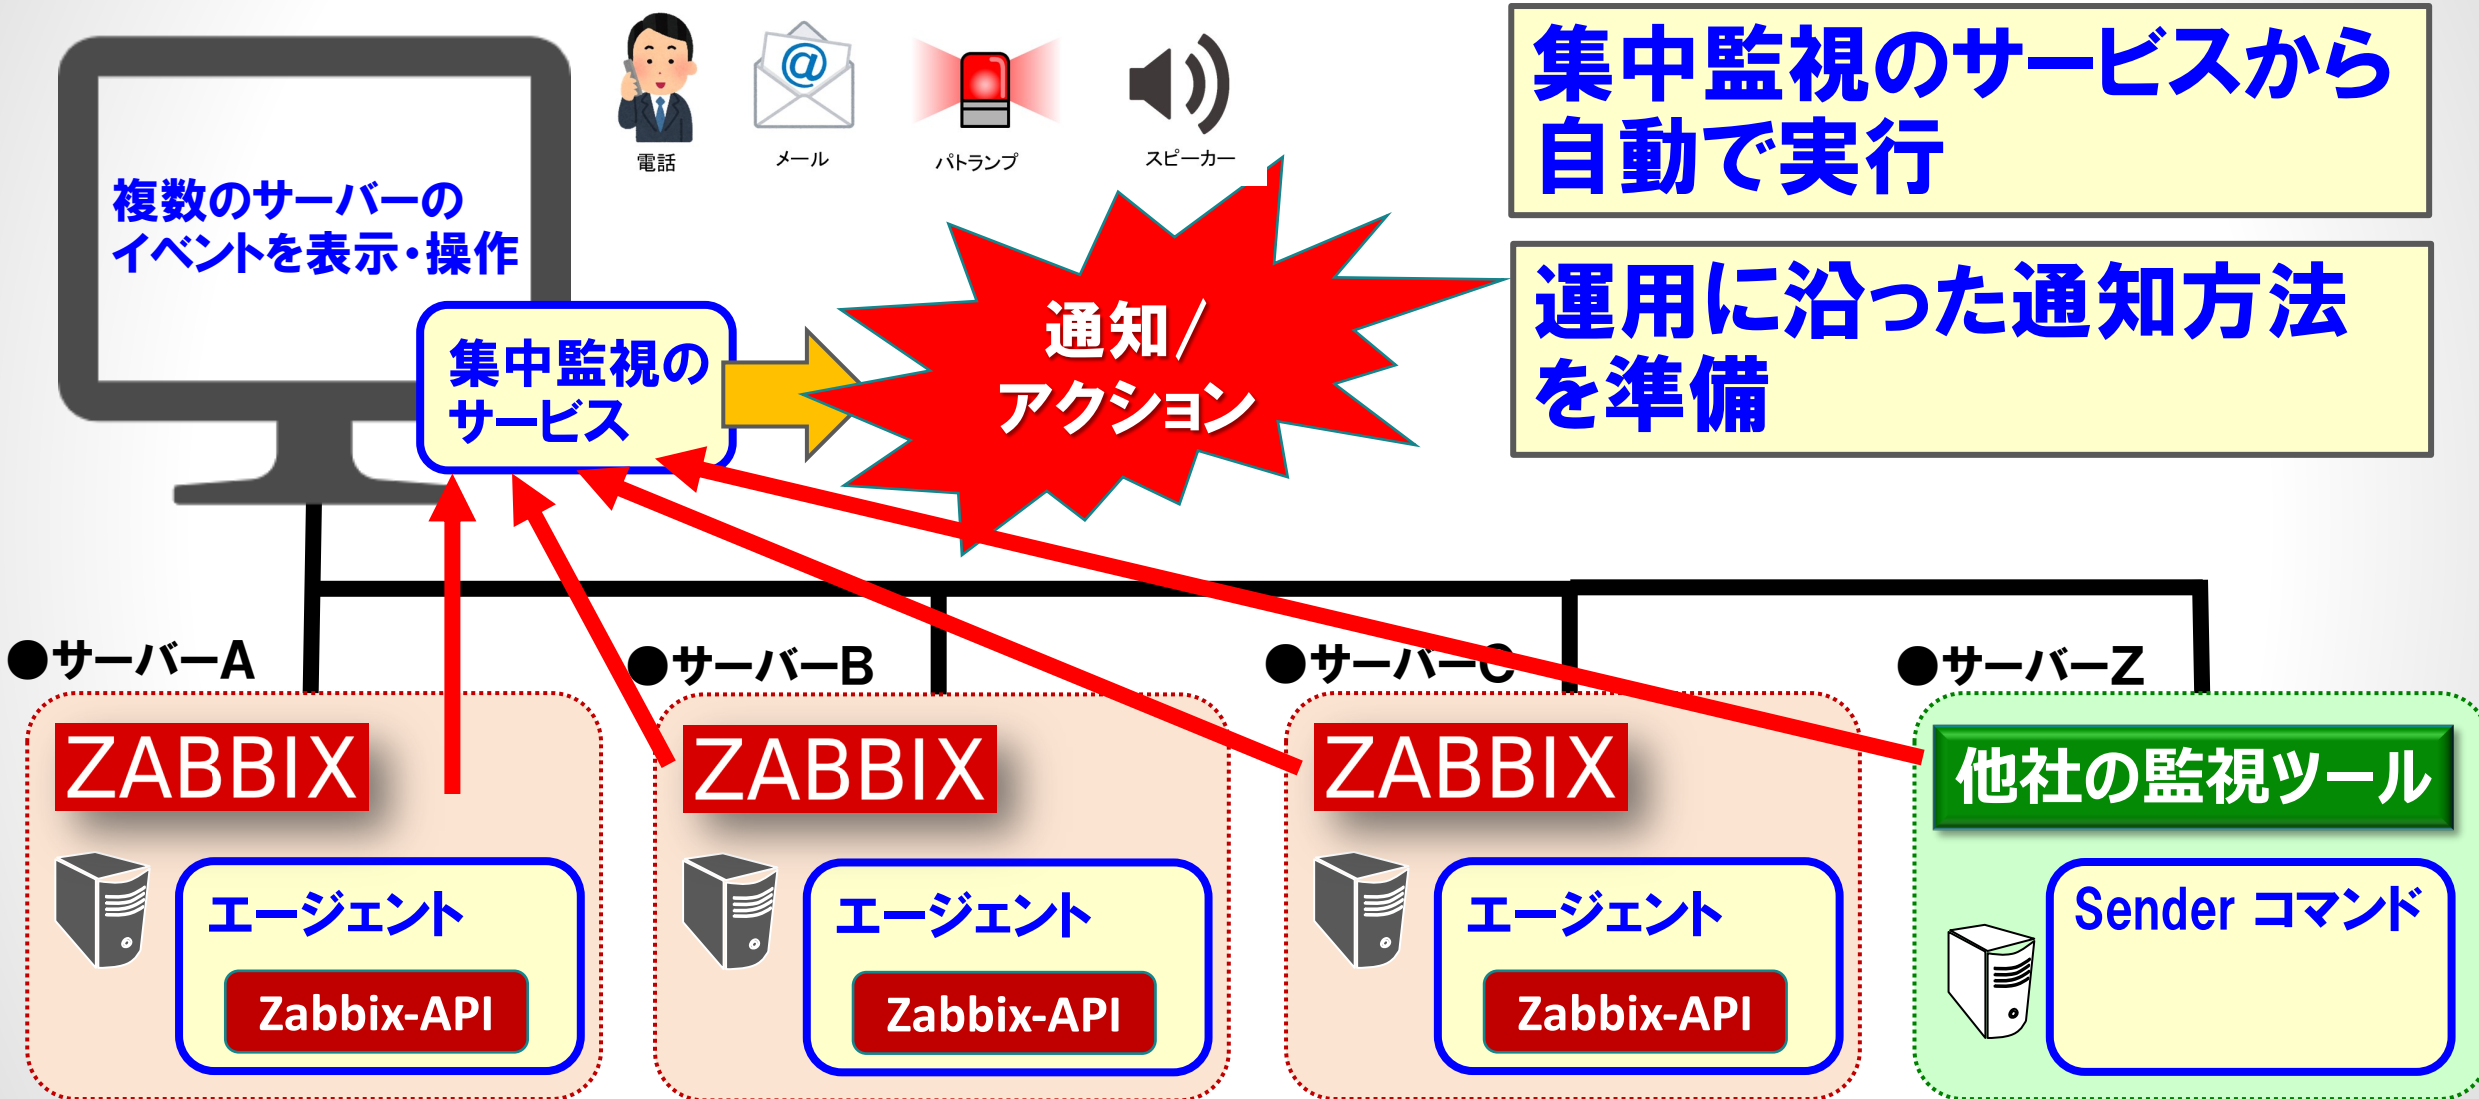 電話
メール
パトランプ
スピーカー
集中監視のサービスから
自動で実行
運用に沿った通知方法
を準備
複数のサーバーの
イベントを表示・操作
集中監視の
サービス
通知/
アクション
●サーバーA
●サーバーB
●サーバーC
●サーバーZ
ZABBIX
ZABBIX
ZABBIX
他社の監視ツール
エージェント
Zabbix-API
エージェント
Zabbix-API
エージェント
Zabbix-API
Sender コマンド